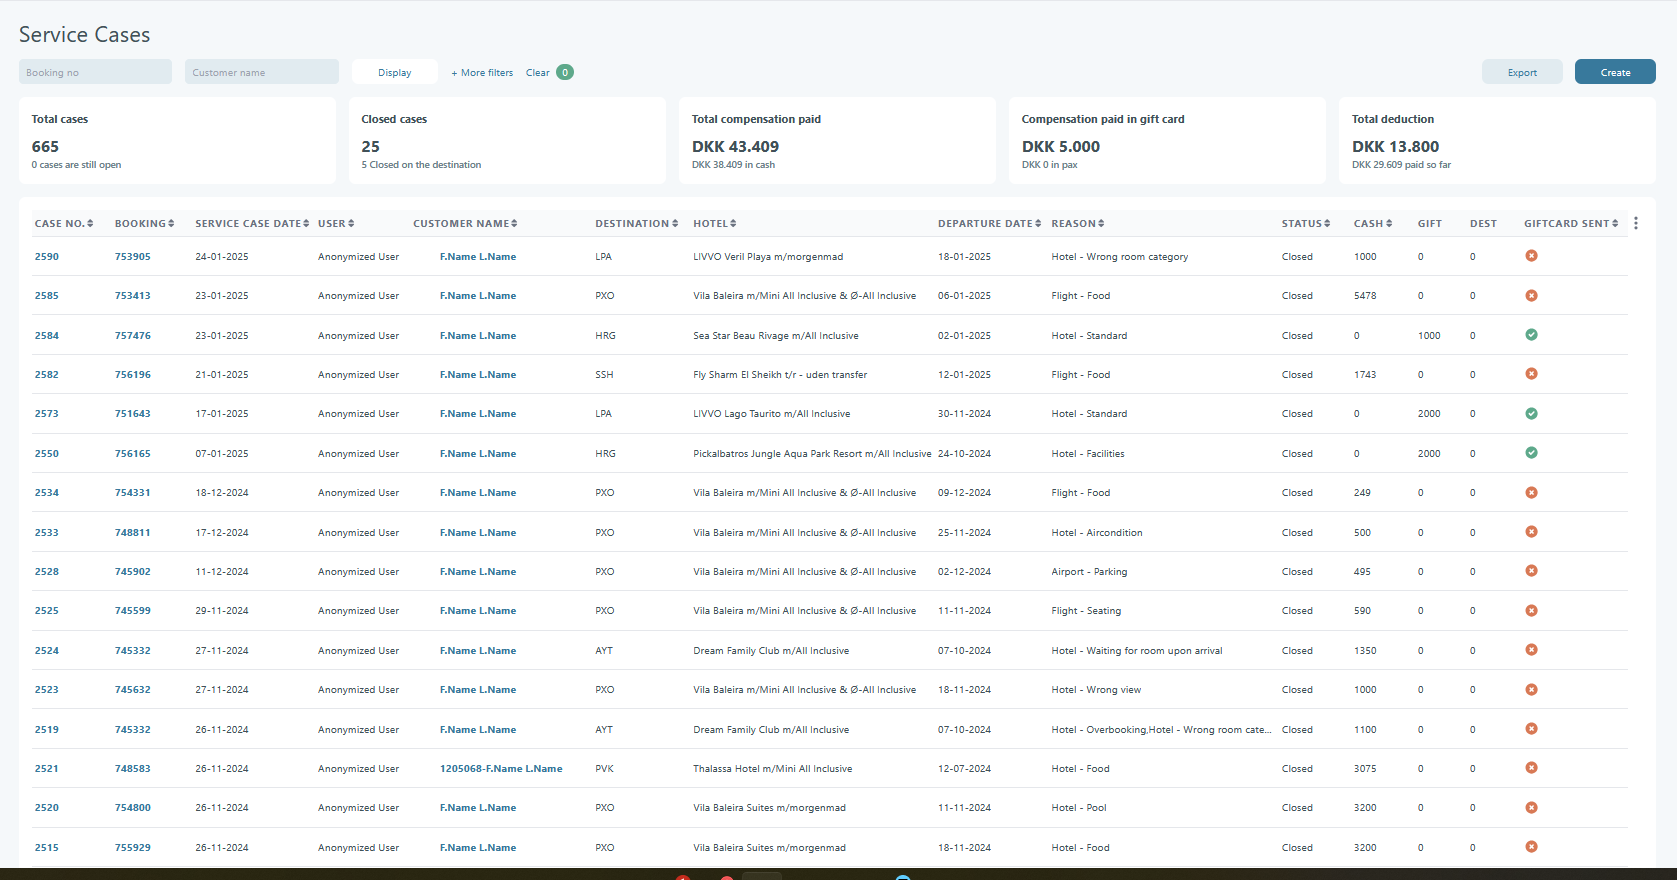 Service Cases
Booking no Customer name Display + More filters Clear 0 Export Create
Total cases Closed cases Total compensation paid Compensation paid in gift card Total deduction
665 25 DKK 43.409 DKK 5.000 DKK 13.800
0 cases are still open 5 Closed on the destination DKK 38.409 in cash DKK 0 in pax DKK 29.609 paid so far
CASE NO. BOOKING SERVICE CASE DATE USER CUSTOMER NAME DESTINATION HOTEL DEPARTURE DATE REASON STATUS CASH GIFT DEST GIFTCARD SENT
2590 753905 24-01-2025 Anonymized User F.Name L.Name LPA LIVVO Veril Playa m/morgenmad 18-01-2025 Hotel - Wrong room category Closed 1000 0 0
2585 753413 23-01-2025 Anonymized User F.Name L.Name PXO Vila Baleira m/Mini All Inclusive & Ø-All Inclusive 06-01-2025 Flight - Food Closed 5478 0 0
2584 757476 23-01-2025 Anonymized User F.Name L.Name HRG Sea Star Beau Rivage m/All Inclusive 02-01-2025 Hotel - Standard Closed 0 1000 0
2582 756196 21-01-2025 Anonymized User F.Name L.Name SSH Fly Sharm El Sheikh t/r - uden transfer 12-01-2025 Flight - Food Closed 1743 0 0
2573 751643 17-01-2025 Anonymized User F.Name L.Name LPA LIVVO Lago Taurito m/All Inclusive 30-11-2024 Hotel - Standard Closed 0 2000 0
2550 756165 07-01-2025 Anonymized User F.Name L.Name HRG Pickalbatros Jungle Aqua Park Resort m/All Inclusive 24-10-2024 Hotel - Facilities Closed 0 2000 0
2534 754331 18-12-2024 Anonymized User F.Name L.Name PXO Vila Baleira m/Mini All Inclusive & Ø-All Inclusive 09-12-2024 Flight - Food Closed 249 0 0
2533 748811 17-12-2024 Anonymized User F.Name L.Name PXO Vila Baleira m/Mini All Inclusive & Ø-All Inclusive 25-11-2024 Hotel - Aircondition Closed 500 0 0
2528 745902 11-12-2024 Anonymized User F.Name L.Name PXO Vila Baleira m/Mini All Inclusive & Ø-All Inclusive 02-12-2024 Airport - Parking Closed 495 0 0
2525 745599 29-11-2024 Anonymized User F.Name L.Name PXO Vila Baleira m/Mini All Inclusive & Ø-All Inclusive 11-11-2024 Flight - Seating Closed 590 0 0
2524 745332 27-11-2024 Anonymized User F.Name L.Name AYT Dream Family Club m/All Inclusive 07-10-2024 Hotel - Waiting for room upon arrival Closed 1350 0 0
2523 745632 27-11-2024 Anonymized User F.Name L.Name PXO Vila Baleira m/Mini All Inclusive & Ø-All Inclusive 18-11-2024 Hotel - Wrong view Closed 1000 0 0
2519 745332 26-11-2024 Anonymized User F.Name L.Name AYT Dream Family Club m/All Inclusive 07-10-2024 Hotel - Overbooking,Hotel - Wrong room cate... Closed 1100 0 0
2521 748583 26-11-2024 Anonymized User 1205068-F.Name L.Name PVK Thalassa Hotel m/Mini All Inclusive 12-07-2024 Hotel - Food Closed 3075 0 0
2520 754800 26-11-2024 Anonymized User F.Name L.Name PXO Vila Baleira Suites m/morgenmad 11-11-2024 Hotel - Pool Closed 3200 0 0
2515 755929 26-11-2024 Anonymized User F.Name L.Name PXO Vila Baleira Suites m/morgenmad 18-11-2024 Hotel - Food Closed 3200 0 0